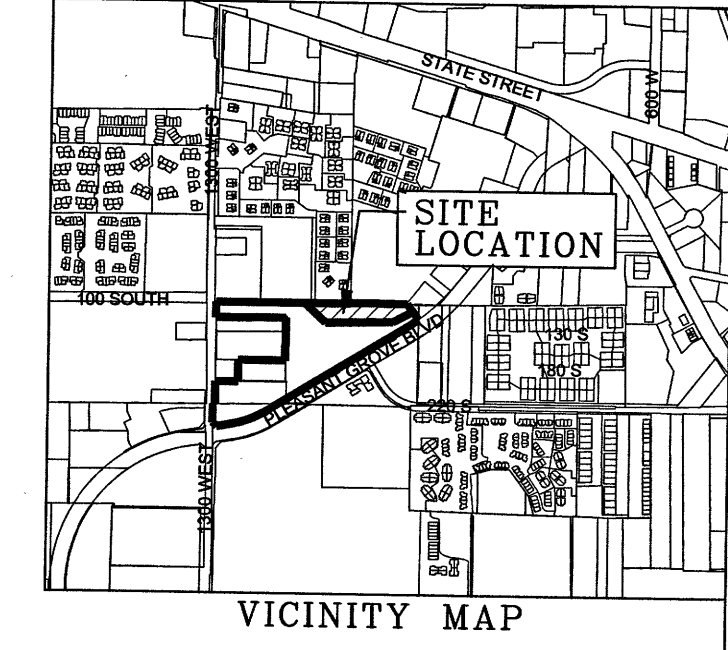 STATE STREET
600 W
1300 WEST
SITE
LOCATION
100 SOUTH
130 S
PLEASANT GROVE BLVD
180 S
220 S
1300 WEST
VICINITY MAP